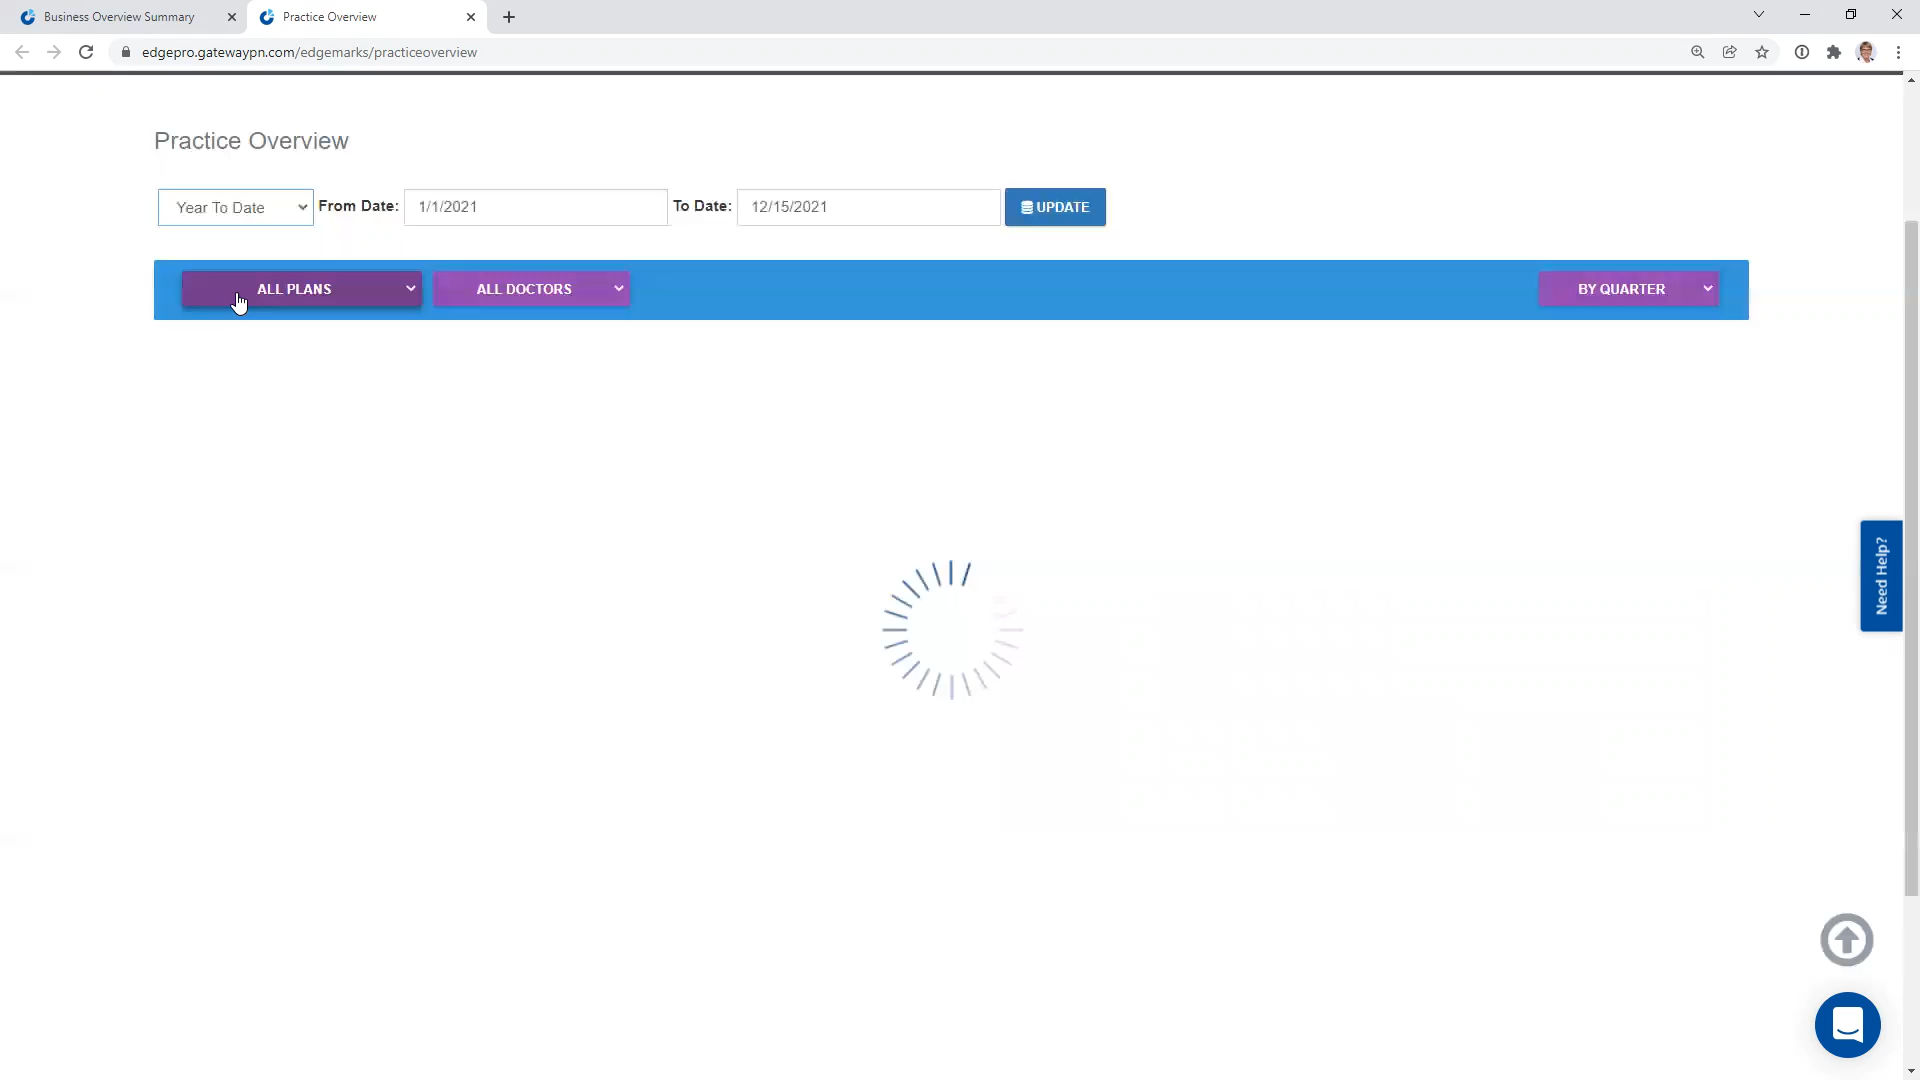 Business Overview Summary
Practice Overview
edgepro.gatewaypn.com/edgemarks/practiceoverview
Practice Overview
Year To Date From Date: 1/1/2021 To Date: 12/15/2021 UPDATE
ALL PLANS ALL DOCTORS BY QUARTER
Need Help?